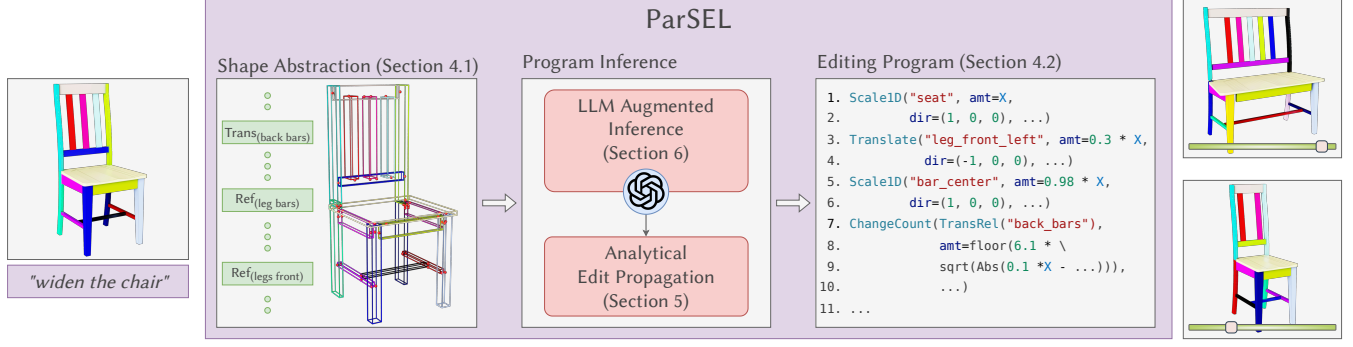 ParSEL
"widen the chair"
Shape Abstraction (Section 4.1)
Trans(back bars)
Ref(leg bars)
Ref(legs front)
Program Inference
LLM Augmented
Inference
(Section 6)
Analytical
Edit Propagation
(Section 5)
Editing Program (Section 4.2)
1. Scale1D("seat", amt=X,
2. dir=(1, 0, 0), ...)
3. Translate("leg_front_left", amt=0.3 * X,
4. dir=(-1, 0, 0), ...)
5. Scale1D("bar_center", amt=0.98 * X,
6. dir=(1, 0, 0), ...)
7. ChangeCount(TransRel("back_bars"),
8. amt=floor(6.1 * \
9. sqrt(Abs(0.1 *X - ...))),
10. ...)
11. ...